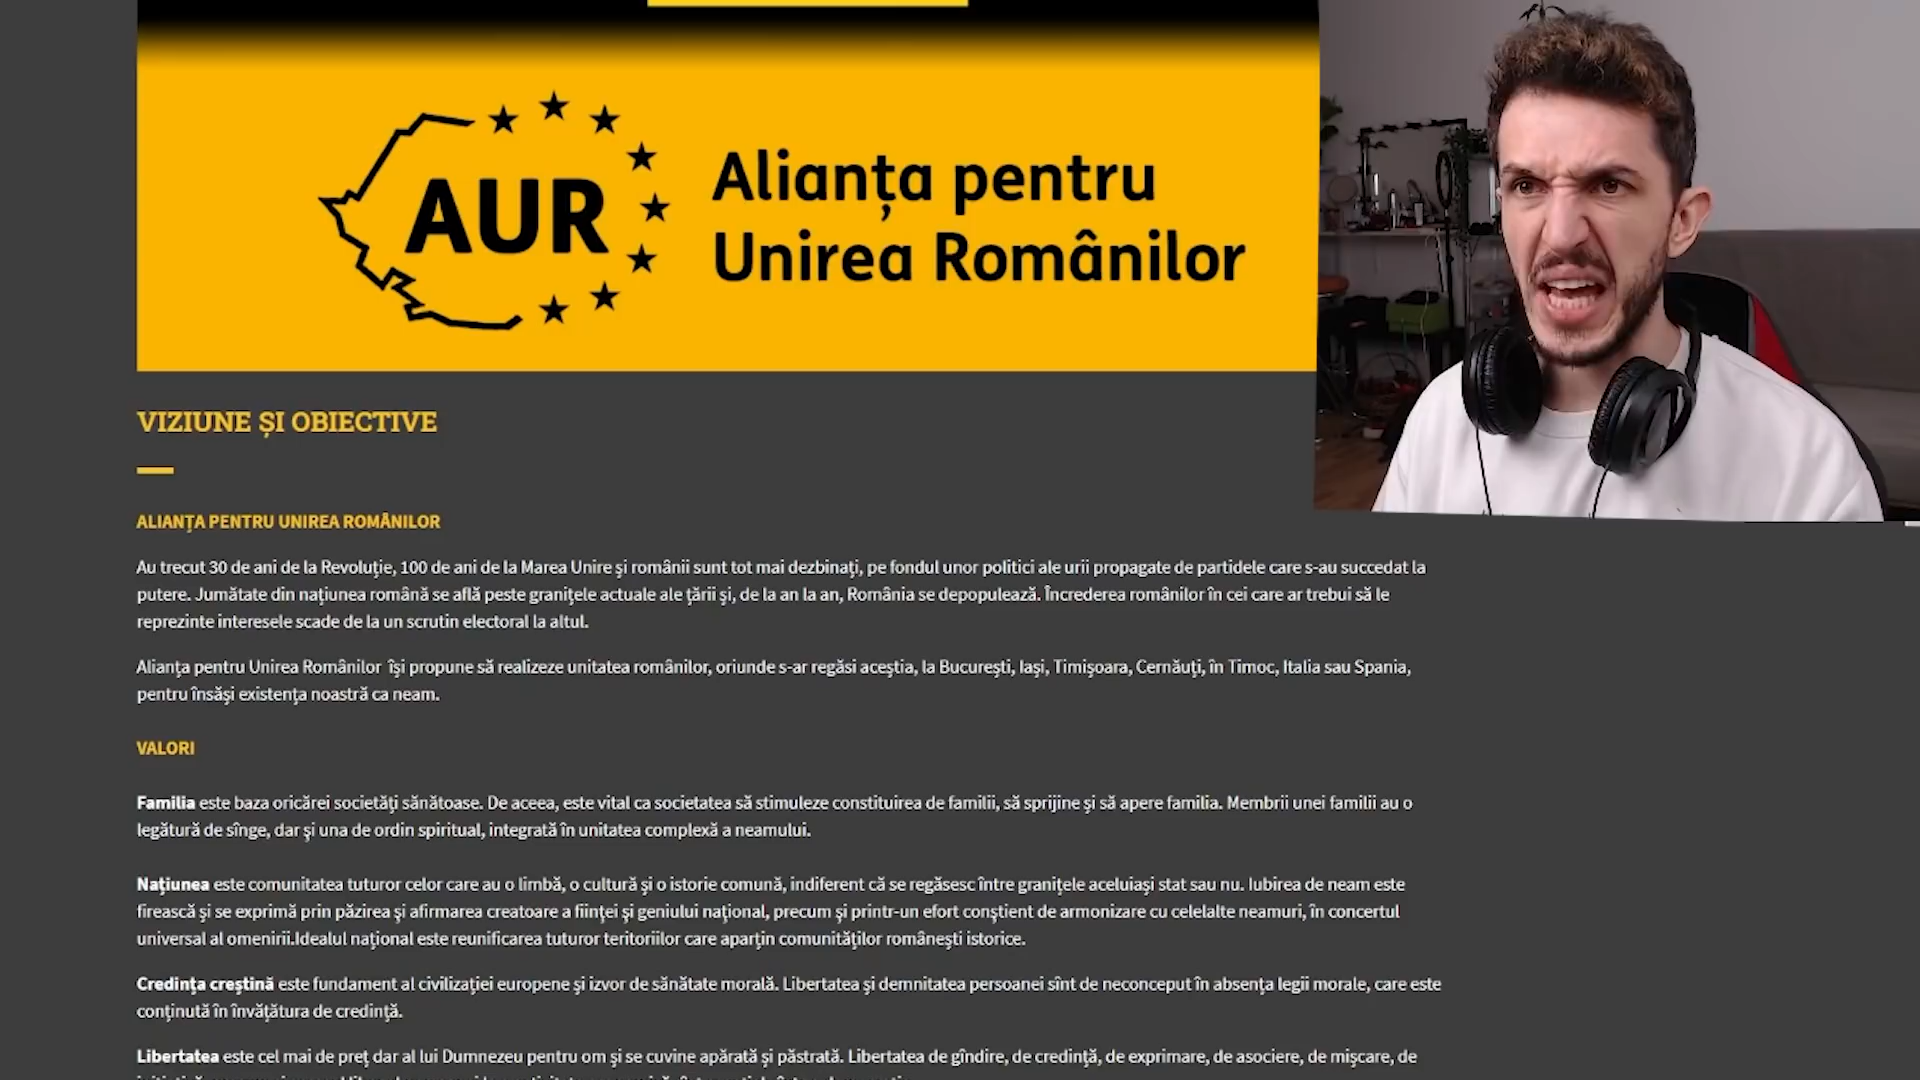 AUR
Alianța pentru
Unirea Românilor
VIZIUNE ȘI OBIECTIVE
ALIANȚA PENTRU UNIREA ROMÂNILOR
Au trecut 30 de ani de la Revoluție, 100 de ani de la Marea Unire și românii sunt tot mai dezbinați, pe fondul unor politici ale urii propagate de partidele care s-au succedat la
putere. Jumătate din națiunea română se află peste granițele actuale ale țării și, de la an la an, România se depopulează. Încrederea românilor în cei care ar trebui să le
reprezinte interesele scade de la un scrutin electoral la altul.
Alianța pentru Unirea Românilor își propune să realizeze unitatea românilor, oriunde s-ar regăsi aceștia, la București, Iași, Timișoara, Cernăuți, în Timoc, Italia sau Spania,
pentru însăși existența noastră ca neam.
VALORI
Familia este baza oricărei societăți sănătoase. De aceea, este vital ca societatea să stimuleze constituirea de familii, să sprijine și să apere familia. Membrii unei familii au o
legătură de sînge, dar și una de ordin spiritual, integrată în unitatea complexă a neamului.
Națiunea este comunitatea tuturor celor care au o limbă, o cultură și o istorie comună, indiferent că se regăsesc între granițele aceluiași stat sau nu. Iubirea de neam este
firească și se exprimă prin păzirea și afirmarea creatoare a ființei și geniului național, precum și printr-un efort conștient de armonizare cu celelalte neamuri, în concertul
universal al omenirii.Idealul național este reunificarea tuturor teritoriilor care aparțin comunităților românești istorice.
Credința creștină este fundament al civilizației europene și izvor de sănătate morală. Libertatea și demnitatea persoanei sînt de neconceput în absența legii morale, care este
conținută în învățătura de credință.
Libertatea este cel mai de preț dar al lui Dumnezeu pentru om și se cuvine apărată și păstrată. Libertatea de gîndire, de credință, de exprimare, de asociere, de mișcare, de